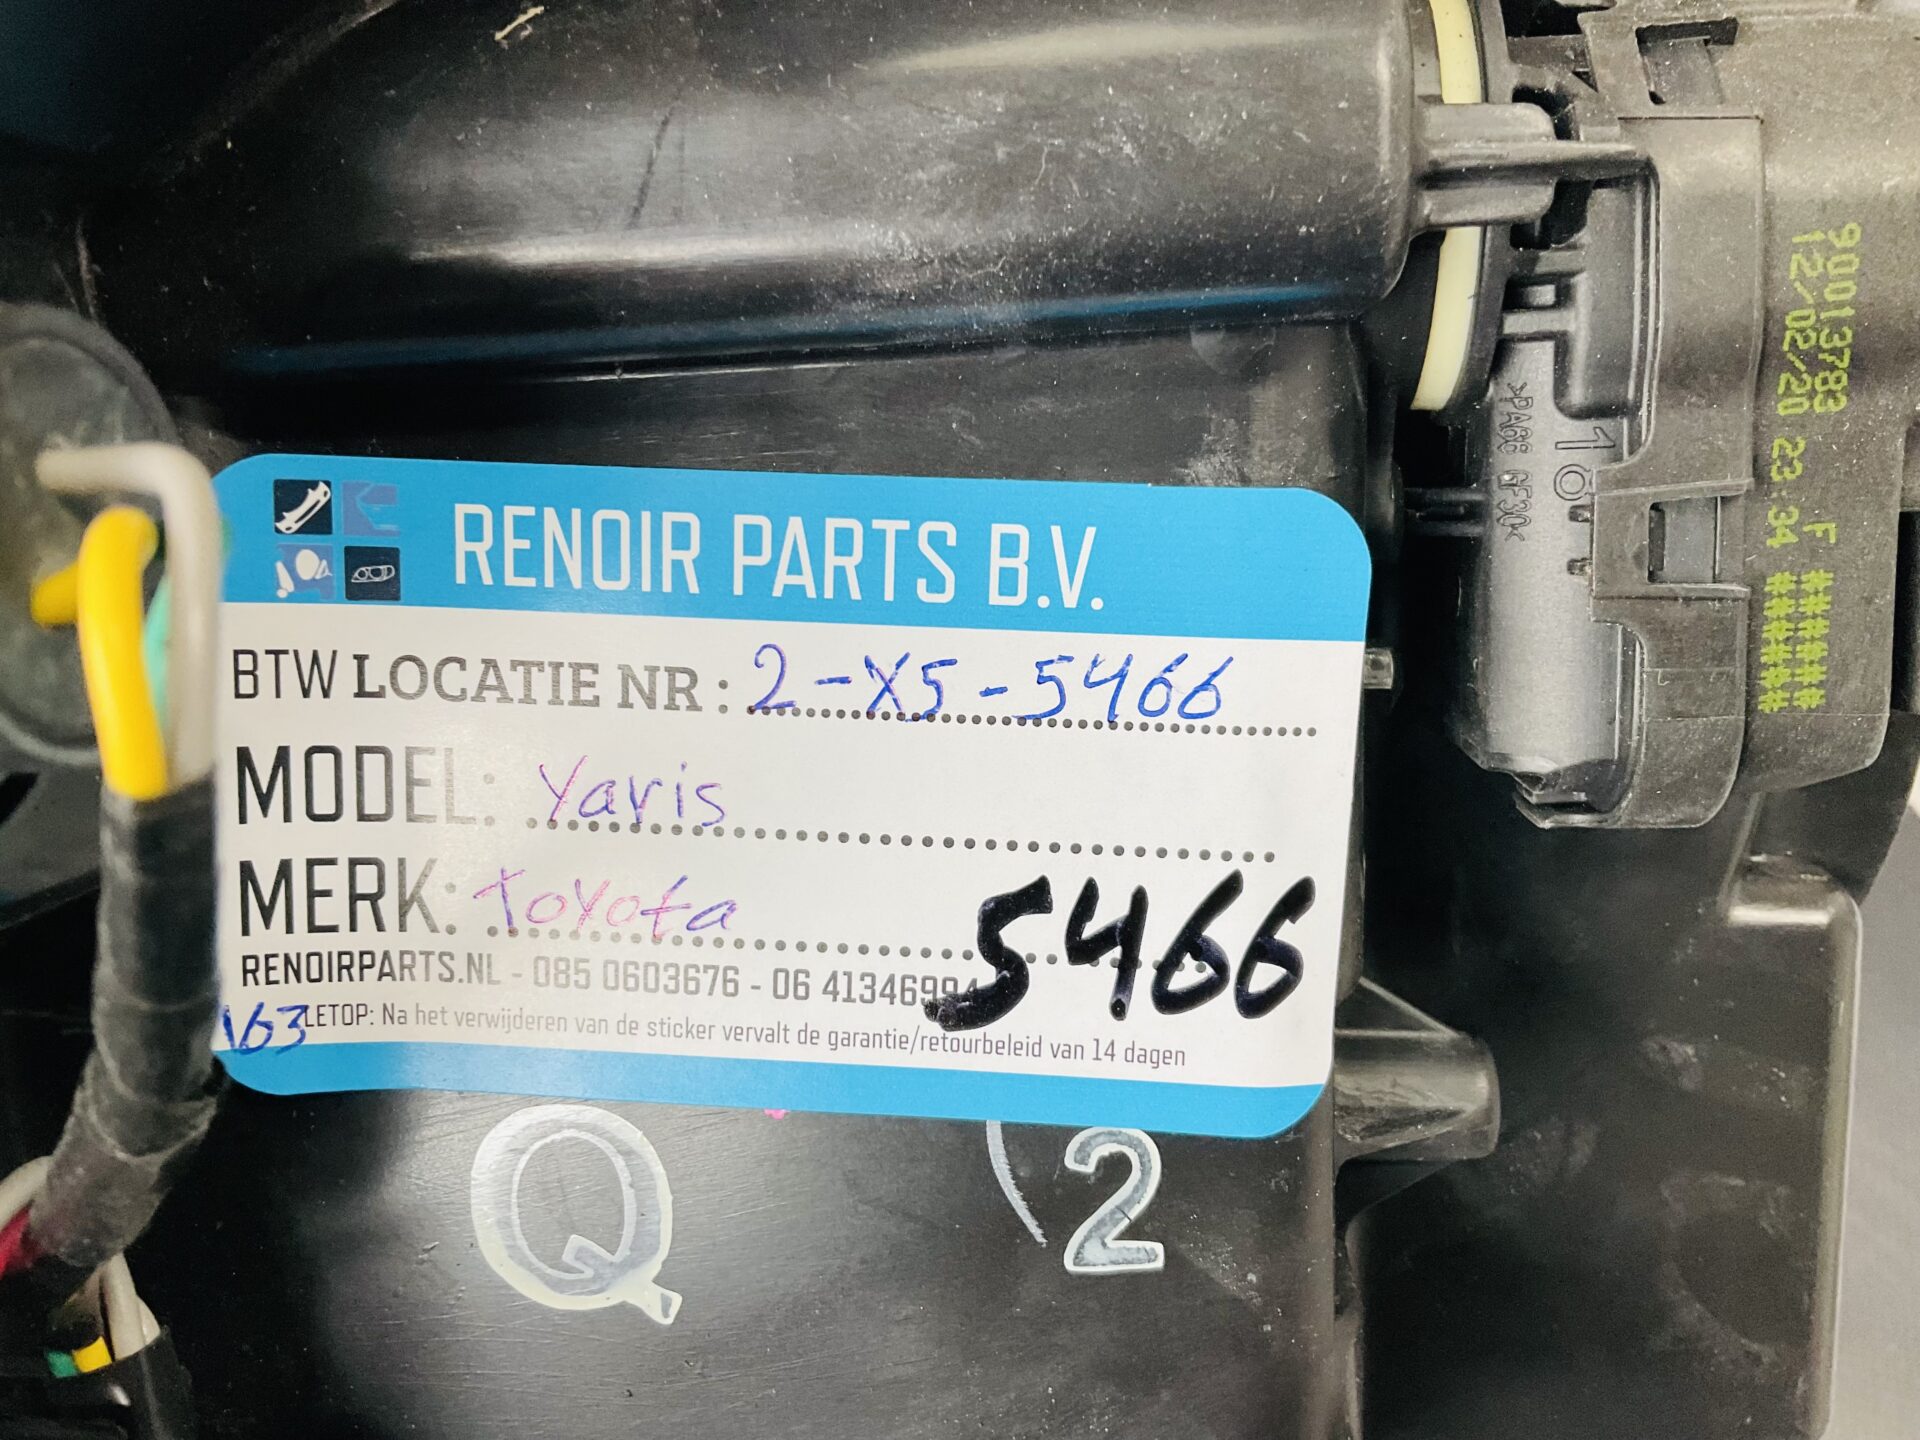 90013783 F #####
12/02/20 23:34 ######
>PA66 GF30<
18
RENOIR PARTS B.V.
BTW LOCATIE NR: 2-X5-5466
MODEL: Yaris
MERK: Toyota
5466
RENOIRPARTS.NL - 085 0603676 - 06
163
LETOP: Na het verwijderen van de sticker vervalt de garantie/retourbeleid van 14 dagen
Q
2